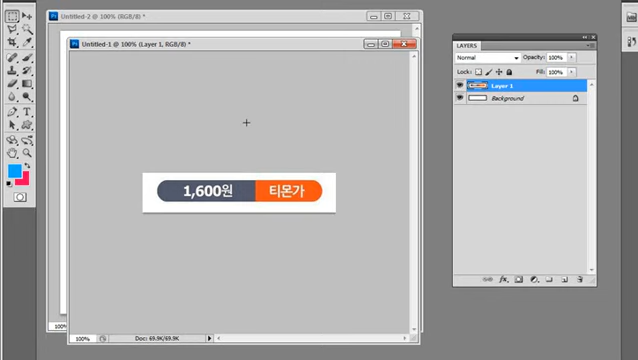 Untitled-2 @ 100% (RGB/8) *
Untitled-1 @ 100% (Layer 1, RGB/8) *
1,600원 티몬가
100% Doc: 69.9K/69.9K
100%
LAYERS
Normal Opacity: 100%
Lock: Fill: 100%
Layer 1
Background